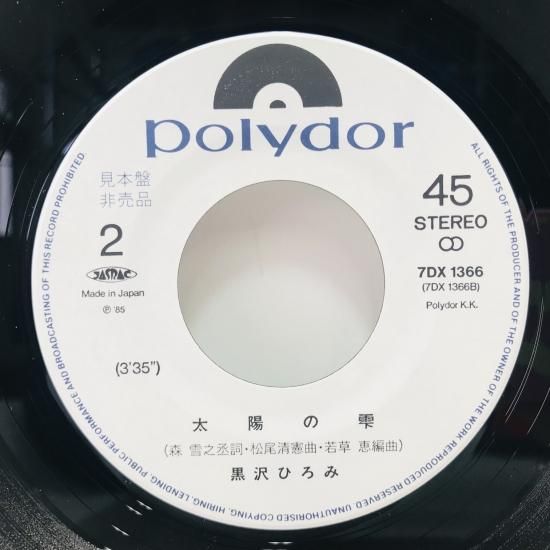 polydor
見本盤
非売品
2
JASRAC
Made in Japan
℗ '85
45
STEREO
7DX 1366
(7DX 1366B)
Polydor K.K.
(3'35")
太陽の雫
(森 雪之丞詞・松尾清憲曲・若草 恵編曲)
黒沢ひろみ
ALL RIGHTS OF THE PRODUCER AND OF THE OWNER OF THE WORK REPRODUCED RESERVED. UNAUTHORISED COPYING, HIRING, LENDING, PUBLIC PERFORMANCE AND BROADCASTING OF THIS RECORD PROHIBITED.